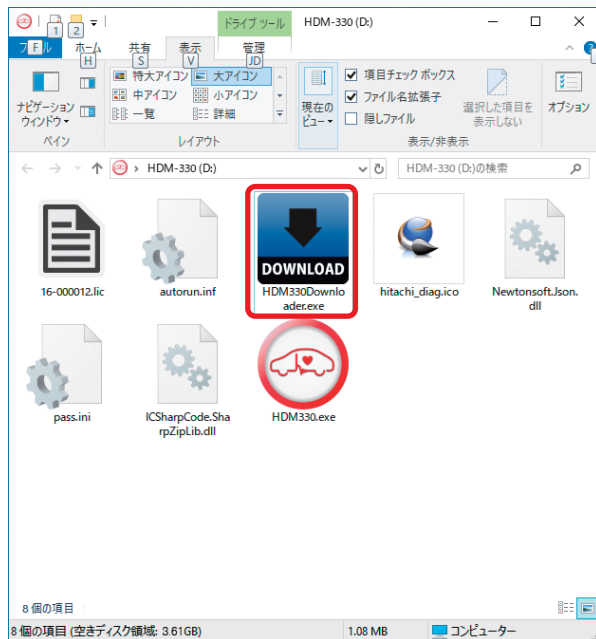 ドライブ ツール
HDM-330 (D:)
1
2
ホーム
共有
表示
管理
F
H
S
V
JD
特大アイコン
大アイコン
中アイコン
小アイコン
一覧
詳細
ナビゲーション
ウィンドウ
現在の
ビュー
項目チェック ボックス
ファイル名拡張子
隠しファイル
選択した項目を
表示しない
オプション
ペイン
レイアウト
表示/非表示
HDM-330 (D:)
HDM-330 (D:)の検索
DOWNLOAD
16-000012.lic
autorun.inf
HDM330Downlo
ader.exe
hitachi_diag.ico
Newtonsoft.Json.
dll
pass.ini
ICSharpCode.Sha
rpZipLib.dll
HDM330.exe
8 個の項目
8 個の項目 (空きディスク領域: 3.61GB)
1.08 MB
コンピューター